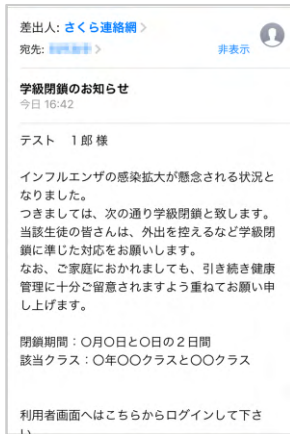 差出人: さくら連絡網
宛先:
非表示
学級閉鎖のお知らせ
今日 16:42
テスト 1郎 様
インフルエンザの感染拡大が懸念される状況と
なりました。
つきましては、次の通り学級閉鎖と致します。
当該生徒の皆さんは、外出を控えるなど学級閉
鎖に準じた対応をお願いします。
なお、ご家庭におかれましても、引き続き健康
管理に十分ご留意されますよう重ねてお願い申
し上げます。
閉鎖期間：〇月〇日と〇日の２日間
該当クラス：〇年〇〇クラスと〇〇クラス
利用者画面へはこちらからログインして下さ
い